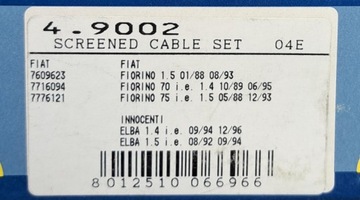 4.9002
SCREENED CABLE SET 04E
FIAT FIAT
7609623 FIORINO 1.5 01/88 08/93
7716094 FIORINO 70 i.e. 1.4 10/89 06/95
7776121 FIORINO 75 i.e. 1.5 05/88 12/93
INNOCENTI
ELBA 1.4 i.e. 09/94 12/96
ELBA 1.5 i.e. 08/92 09/94
8012510 066966